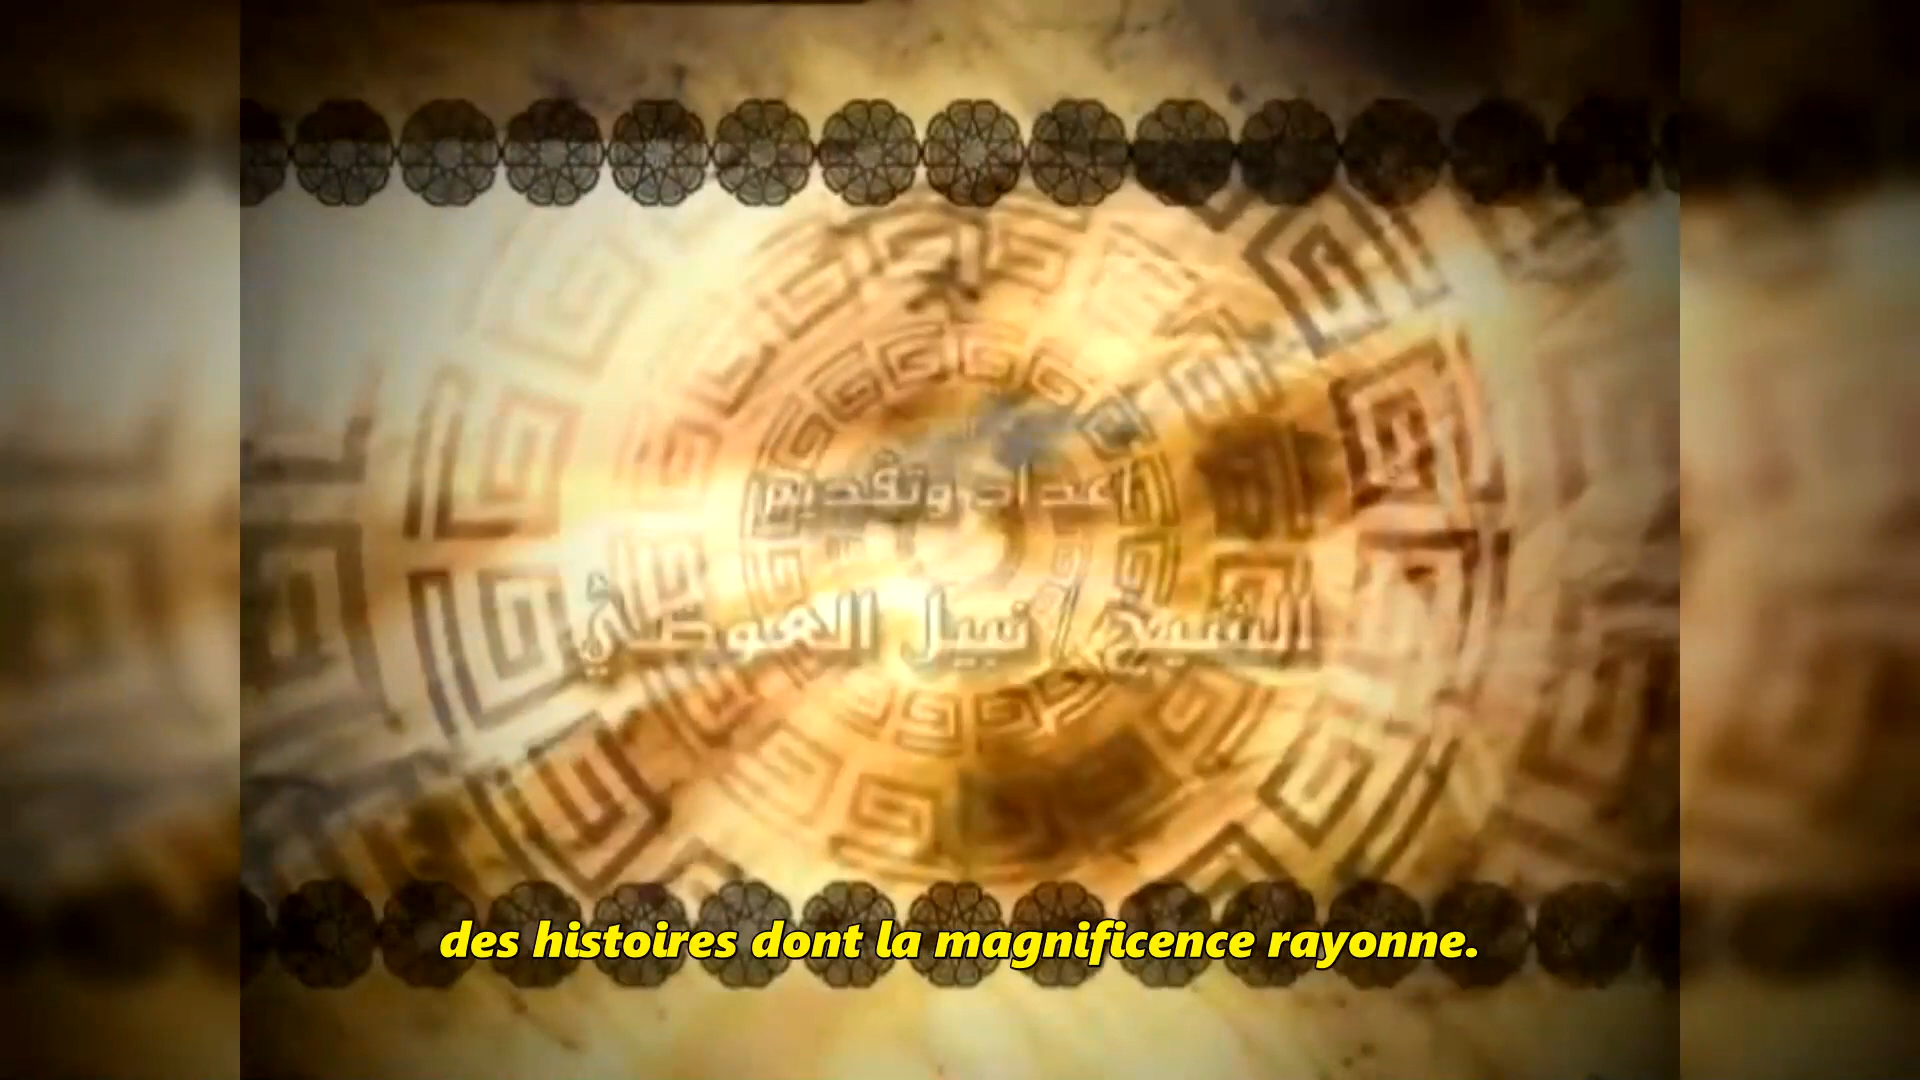 إعداد وتقديم
الشيخ / نبيل العوضي
des histoires dont la magnificence rayonne.